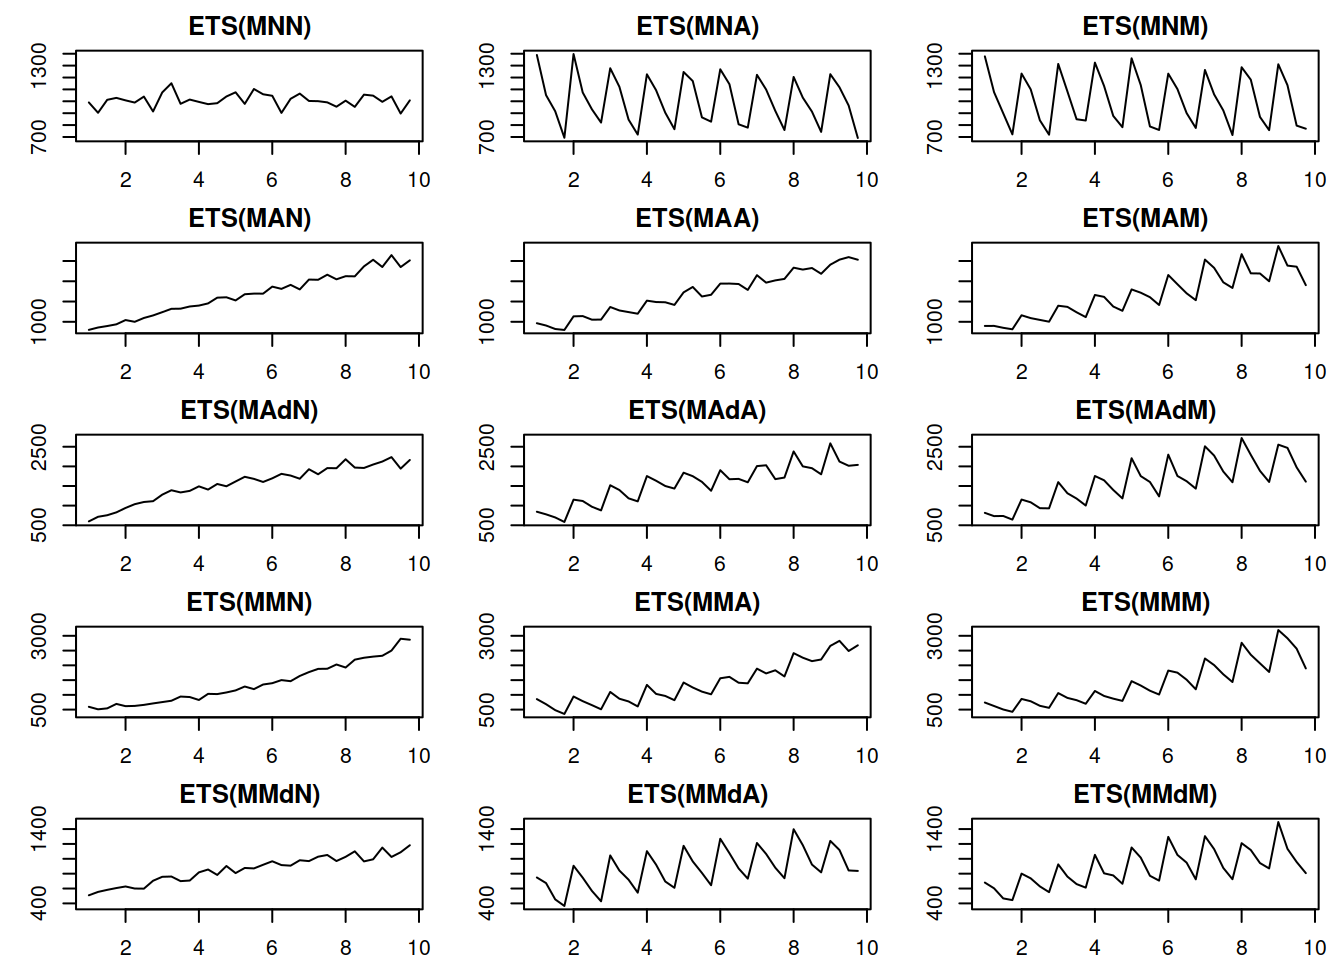 ETS(MNN) ETS(MNA) ETS(MNM)
1300 1300 1300
700 700 700
2 4 6 8 10 2 4 6 8 10 2 4 6 8 10
ETS(MAN) ETS(MAA) ETS(MAM)
1000 1000 1000
2 4 6 8 10 2 4 6 8 10 2 4 6 8 10
ETS(MAdN) ETS(MAdA) ETS(MAdM)
2500 2500 2500
500 500 500
2 4 6 8 10 2 4 6 8 10 2 4 6 8 10
ETS(MMN) ETS(MMA) ETS(MMM)
3000 3000 3000
500 500 500
2 4 6 8 10 2 4 6 8 10 2 4 6 8 10
ETS(MMdN) ETS(MMdA) ETS(MMdM)
1400 1400 1400
400 400 400
2 4 6 8 10 2 4 6 8 10 2 4 6 8 10